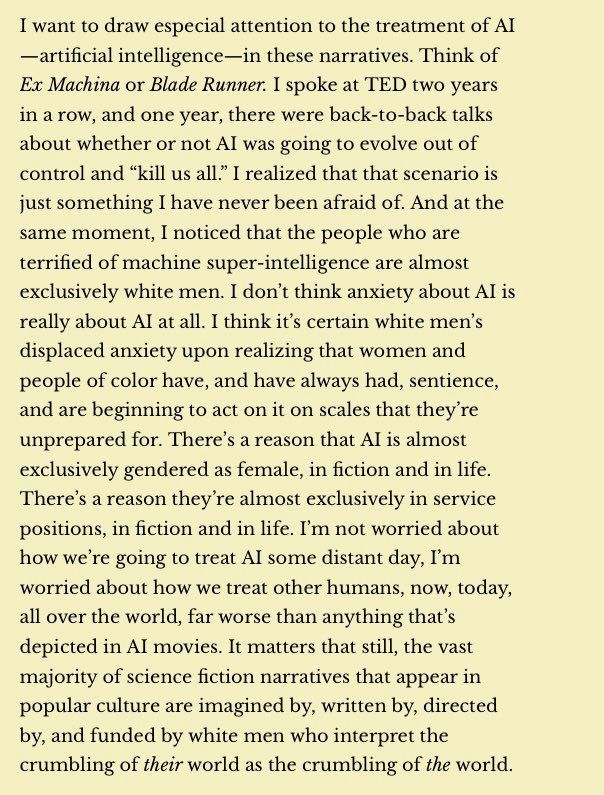 I want to draw especial attention to the treatment of AI
—artificial intelligence—in these narratives. Think of
Ex Machina or Blade Runner. I spoke at TED two years
in a row, and one year, there were back-to-back talks
about whether or not AI was going to evolve out of
control and “kill us all.” I realized that that scenario is
just something I have never been afraid of. And at the
same moment, I noticed that the people who are
terrified of machine super-intelligence are almost
exclusively white men. I don’t think anxiety about AI is
really about AI at all. I think it’s certain white men’s
displaced anxiety upon realizing that women and
people of color have, and have always had, sentience,
and are beginning to act on it on scales that they’re
unprepared for. There’s a reason that AI is almost
exclusively gendered as female, in fiction and in life.
There’s a reason they’re almost exclusively in service
positions, in fiction and in life. I’m not worried about
how we’re going to treat AI some distant day, I’m
worried about how we treat other humans, now, today,
all over the world, far worse than anything that’s
depicted in AI movies. It matters that still, the vast
majority of science fiction narratives that appear in
popular culture are imagined by, written by, directed
by, and funded by white men who interpret the
crumbling of their world as the crumbling of the world.